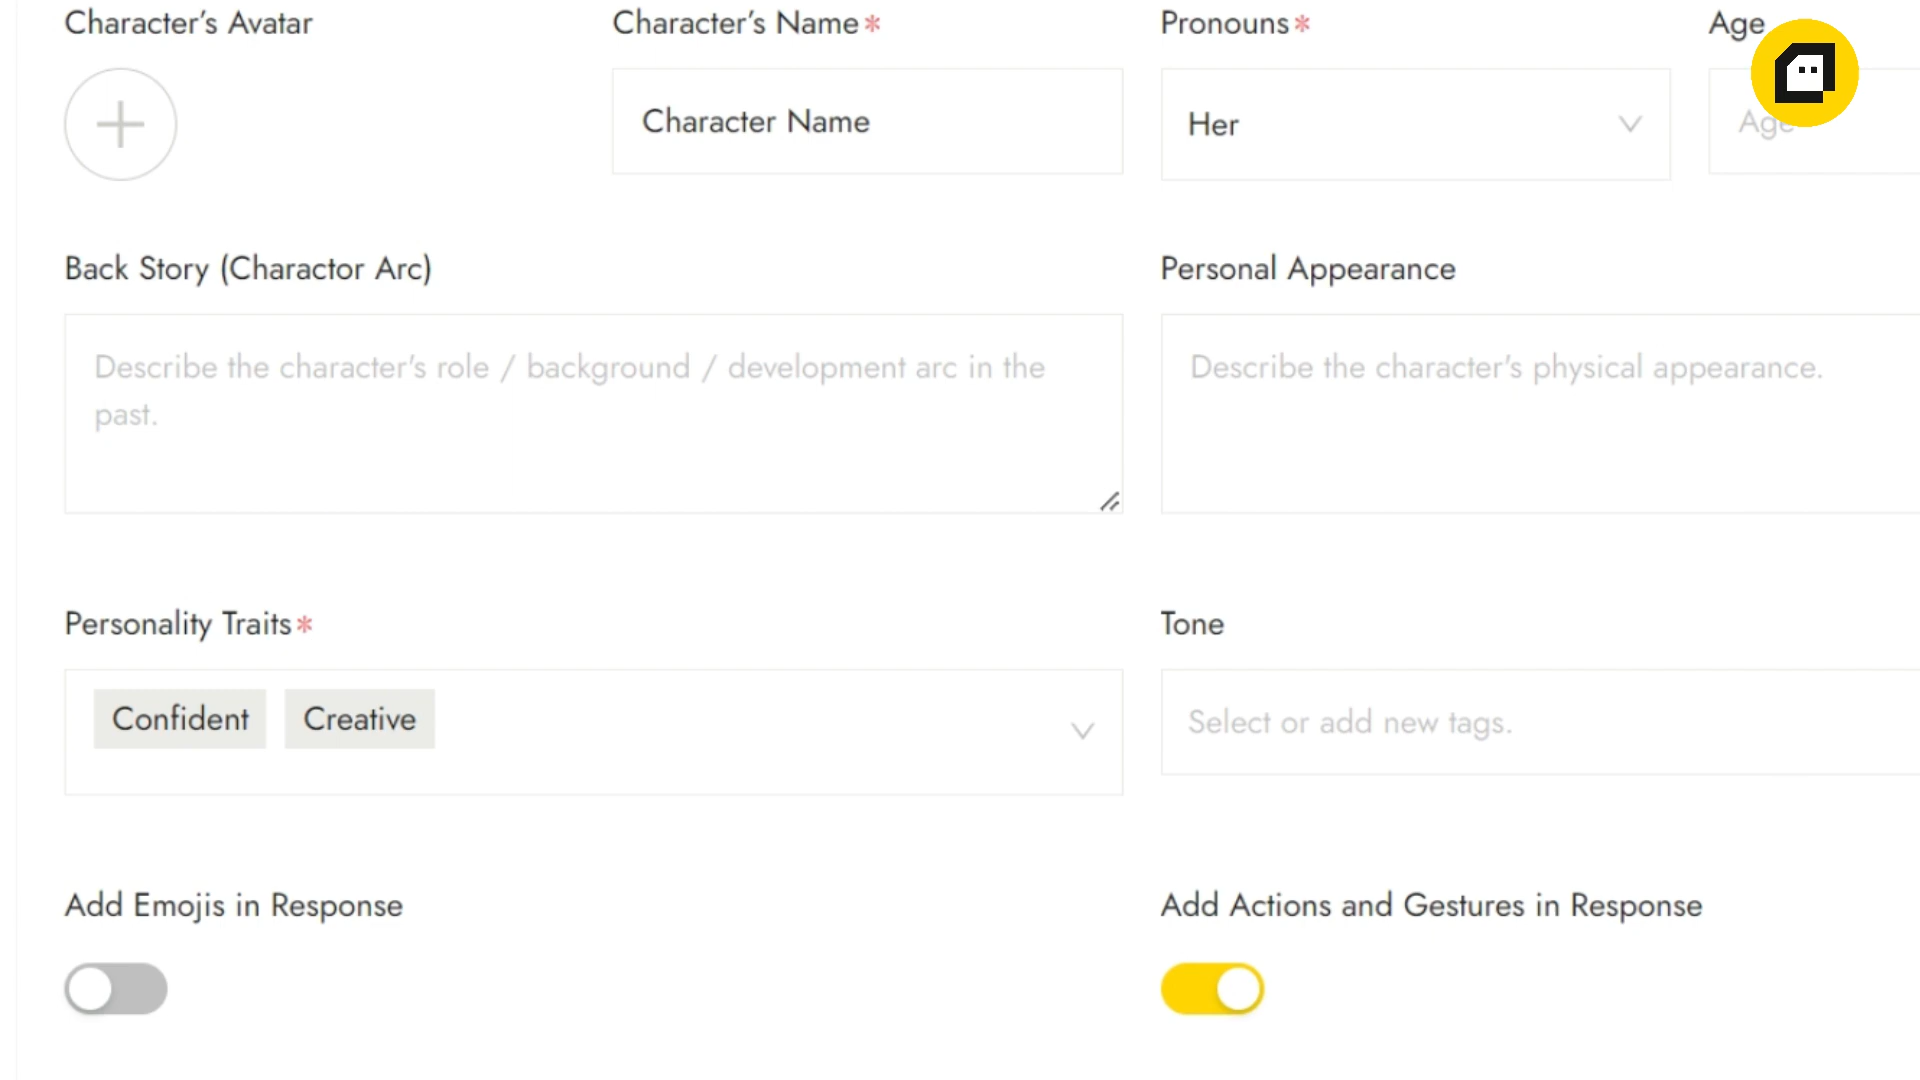 Character's Avatar
Character's Name*
Pronouns*
Age
Character Name
Her
Age
Back Story (Charactor Arc)
Personal Appearance
Describe the character's role / background / development arc in the
past.
Describe the character's physical appearance.
Personality Traits*
Tone
Confident
Creative
Select or add new tags.
Add Emojis in Response
Add Actions and Gestures in Response